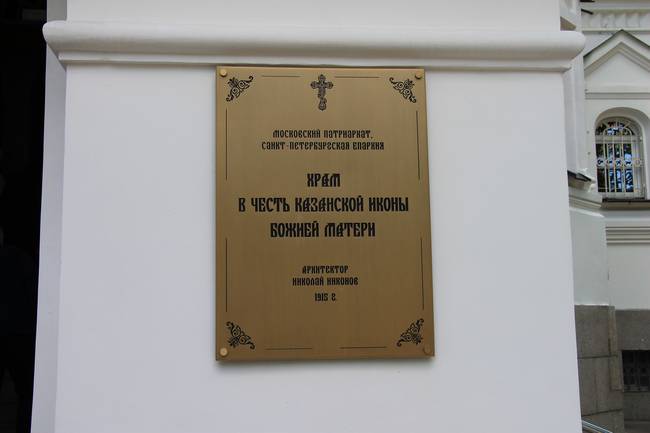 МОСКОВСКИЙ ПАТРИАРХАТ,
САНКТ-ПЕТЕРБУРГСКАЯ ЕПАРХИЯ
ХРАМ
В ЧЕСТЬ КАЗАНСКОЙ ИКОНЫ
БОЖИЕЙ МАТЕРИ
АРХИТЕКТОР
НИКОЛАЙ НИКОНОВ
1915 Г.